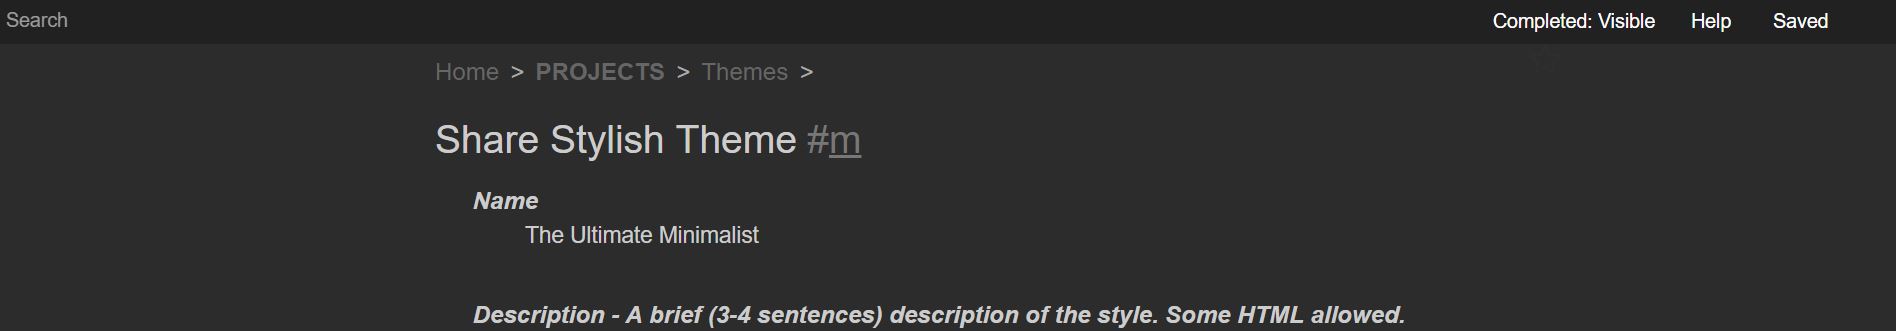 Search
Completed: Visible Help Saved
Home > PROJECTS > Themes >
Share Stylish Theme #m
Name
The Ultimate Minimalist
Description - A brief (3-4 sentences) description of the style. Some HTML allowed.